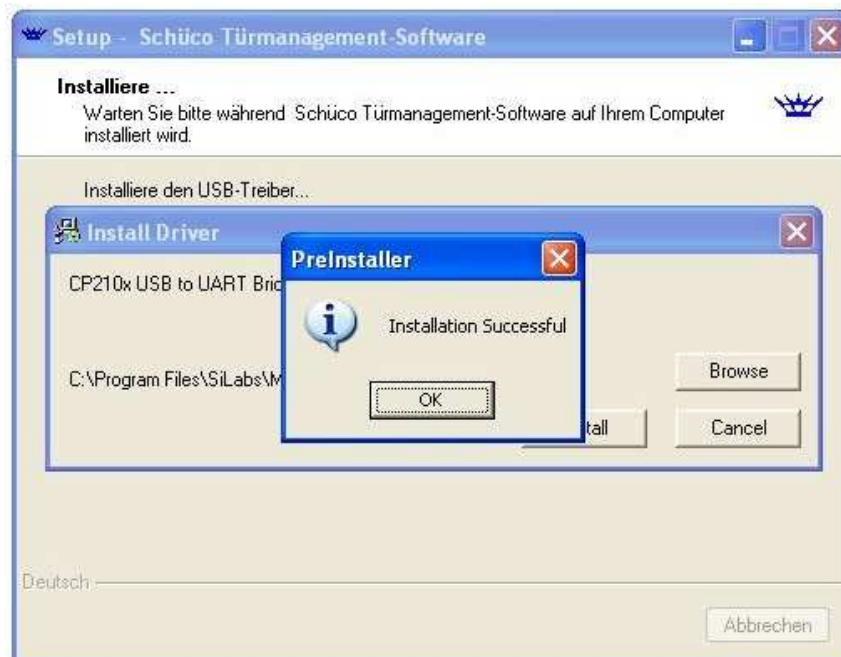 Setup - Schüco Türmanagement-Software
Installiere ...
Warten Sie bitte während Schüco Türmanagement-Software auf Ihrem Computer
installiert wird.
Installiere den USB-Treiber...
Install Driver
CP210x USB to UART
PreInstaller
Installation Successful
OK
C:\Program Files\SiLabs\M
Browse
Cancel
Deutsch
Abbrechen